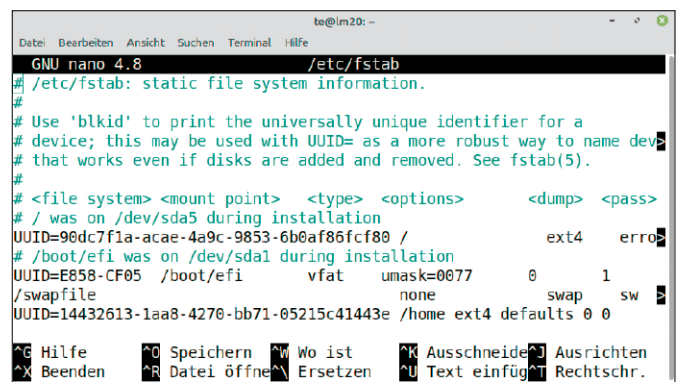 te@lm20: ~
Datei Bearbeiten Ansicht Suchen Terminal Hilfe
GNU nano 4.8 /etc/fstab
# /etc/fstab: static file system information.
#
# Use 'blkid' to print the universally unique identifier for a
# device; this may be used with UUID= as a more robust way to name dev>
# that works even if disks are added and removed. See fstab(5).
#
# <file system> <mount point> <type> <options> <dump> <pass>
# / was on /dev/sda5 during installation
UUID=90dc7f1a-acae-4a9c-9853-6b0af86fcf80 / ext4 erro>
# /boot/efi was on /dev/sda1 during installation
UUID=E858-CF05 /boot/efi vfat umask=0077 0 1
/swapfile none swap sw >
UUID=14432613-1aa8-4270-bb71-05215c41443e /home ext4 defaults 0 0
^G Hilfe ^O Speichern ^W Wo ist ^K Ausschneide^J Ausrichten
^X Beenden ^R Datei öffne^\ Ersetzen ^U Text einfüg^T Rechtschr.